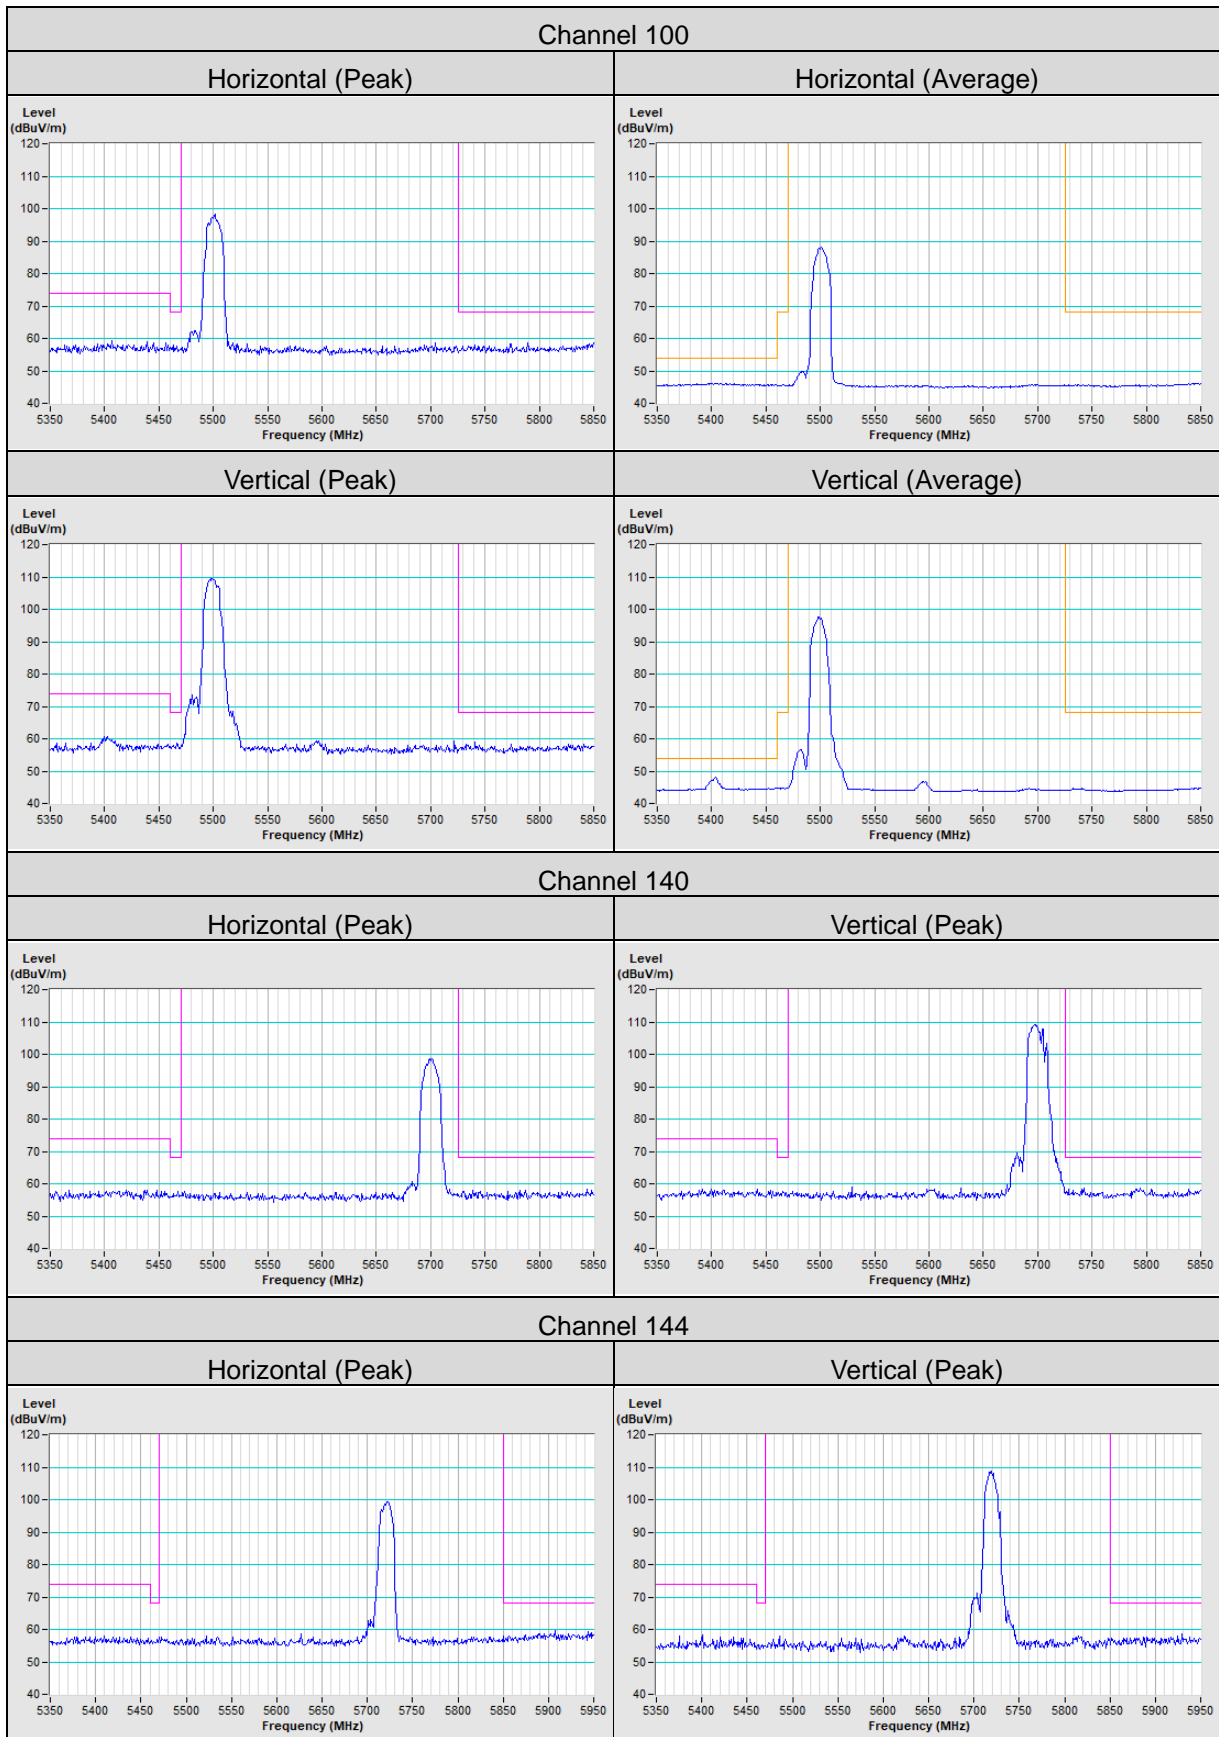 Channel 100
Horizontal (Peak)
Horizontal (Average)
Level
(dBuV/m)
120
110
100
90
80
70
60
50
40
5350 5400 5450 5500 5550 5600 5650 5700 5750 5800 5850
Frequency (MHz)
Level
(dBuV/m)
120
110
100
90
80
70
60
50
40
5350 5400 5450 5500 5550 5600 5650 5700 5750 5800 5850
Frequency (MHz)
Vertical (Peak)
Vertical (Average)
Level
(dBuV/m)
120
110
100
90
80
70
60
50
40
5350 5400 5450 5500 5550 5600 5650 5700 5750 5800 5850
Frequency (MHz)
Level
(dBuV/m)
120
110
100
90
80
70
60
50
40
5350 5400 5450 5500 5550 5600 5650 5700 5750 5800 5850
Frequency (MHz)
Channel 140
Horizontal (Peak)
Vertical (Peak)
Level
(dBuV/m)
120
110
100
90
80
70
60
50
40
5350 5400 5450 5500 5550 5600 5650 5700 5750 5800 5850
Frequency (MHz)
Level
(dBuV/m)
120
110
100
90
80
70
60
50
40
5350 5400 5450 5500 5550 5600 5650 5700 5750 5800 5850
Frequency (MHz)
Channel 144
Horizontal (Peak)
Vertical (Peak)
Level
(dBuV/m)
120
110
100
90
80
70
60
50
40
5350 5400 5450 5500 5550 5600 5650 5700 5750 5800 5850 5900 5950
Frequency (MHz)
Level
(dBuV/m)
120
110
100
90
80
70
60
50
40
5350 5400 5450 5500 5550 5600 5650 5700 5750 5800 5850 5900 5950
Frequency (MHz)